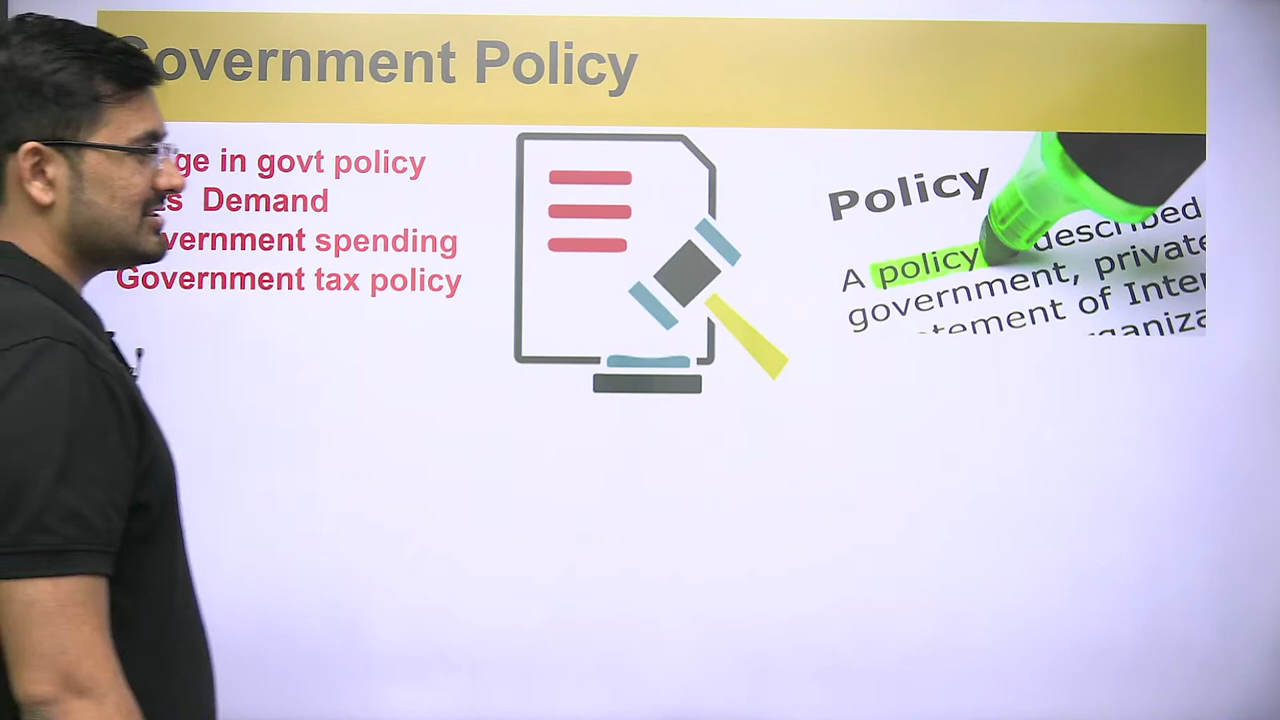 Government Policy
ge in govt policy
s Demand
vernment spending
Government tax policy
Policy
A policy described
government, private
tement of Inter
ganiza